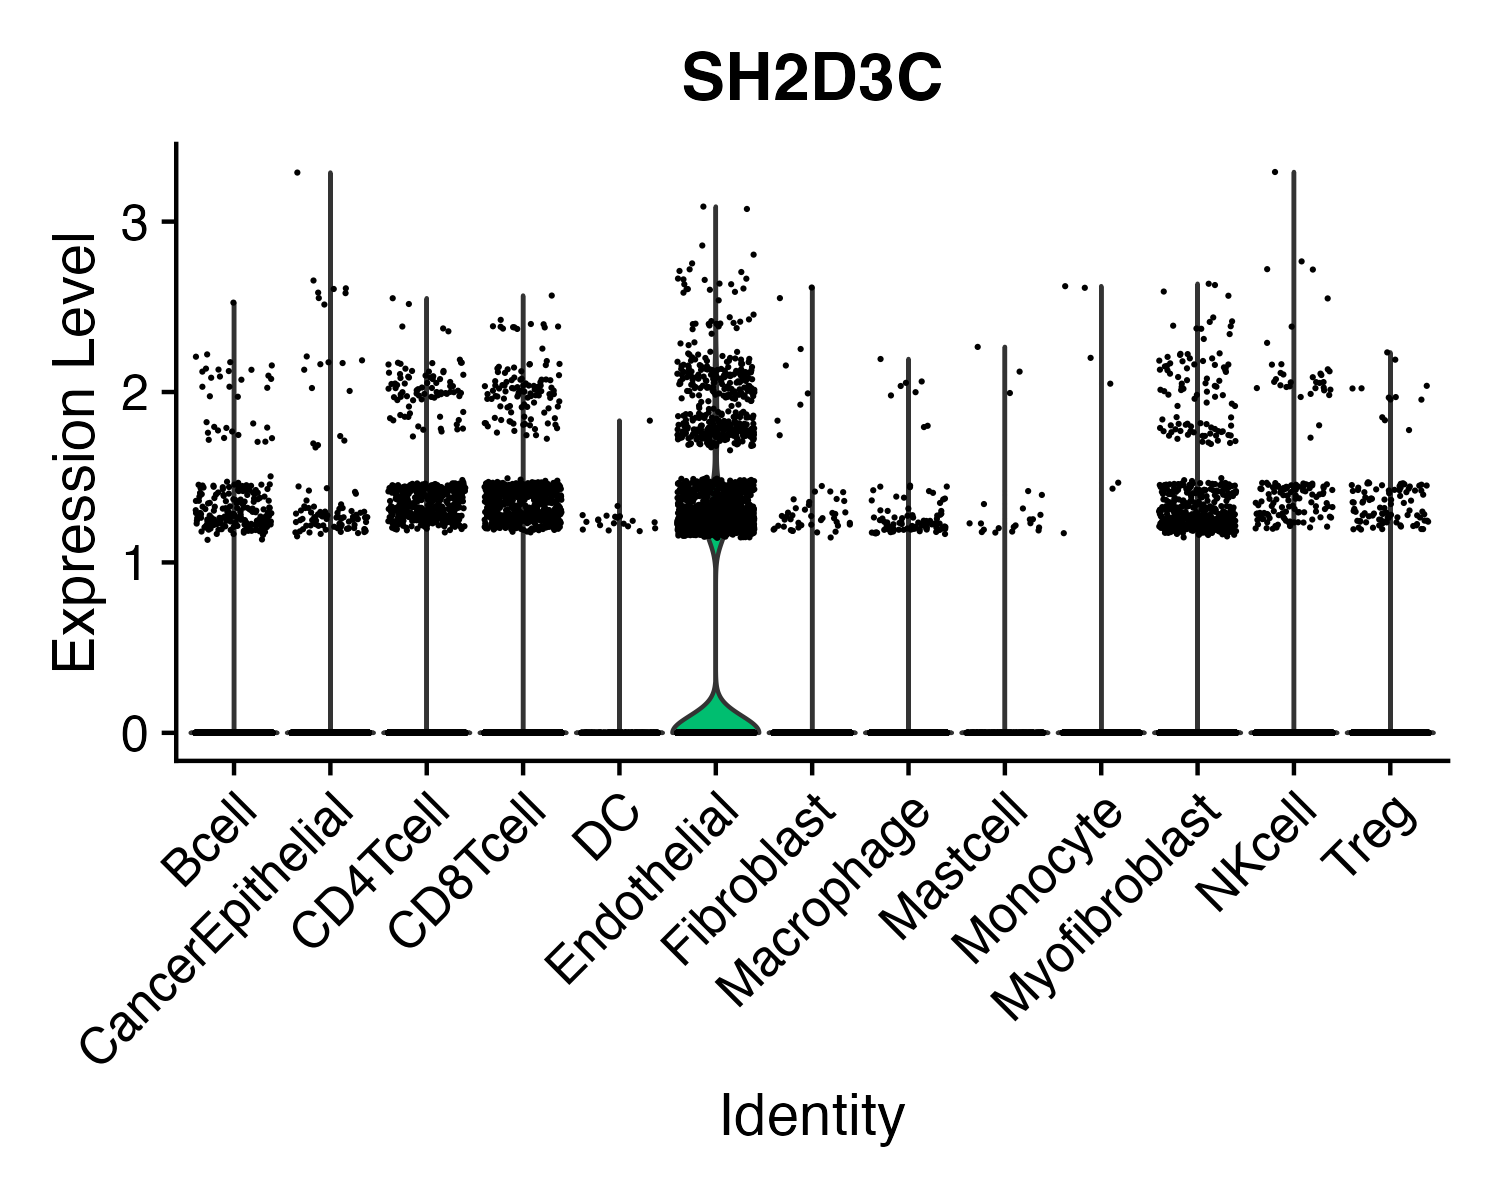 SH2D3C
Expression Level
3
2
1
0
Bcell
CancerEpithelial
CD4Tcell
CD8Tcell
DC
Endothelial
Fibroblast
Macrophage
Mastcell
Monocyte
Myofibroblast
NKcell
Treg
Identity